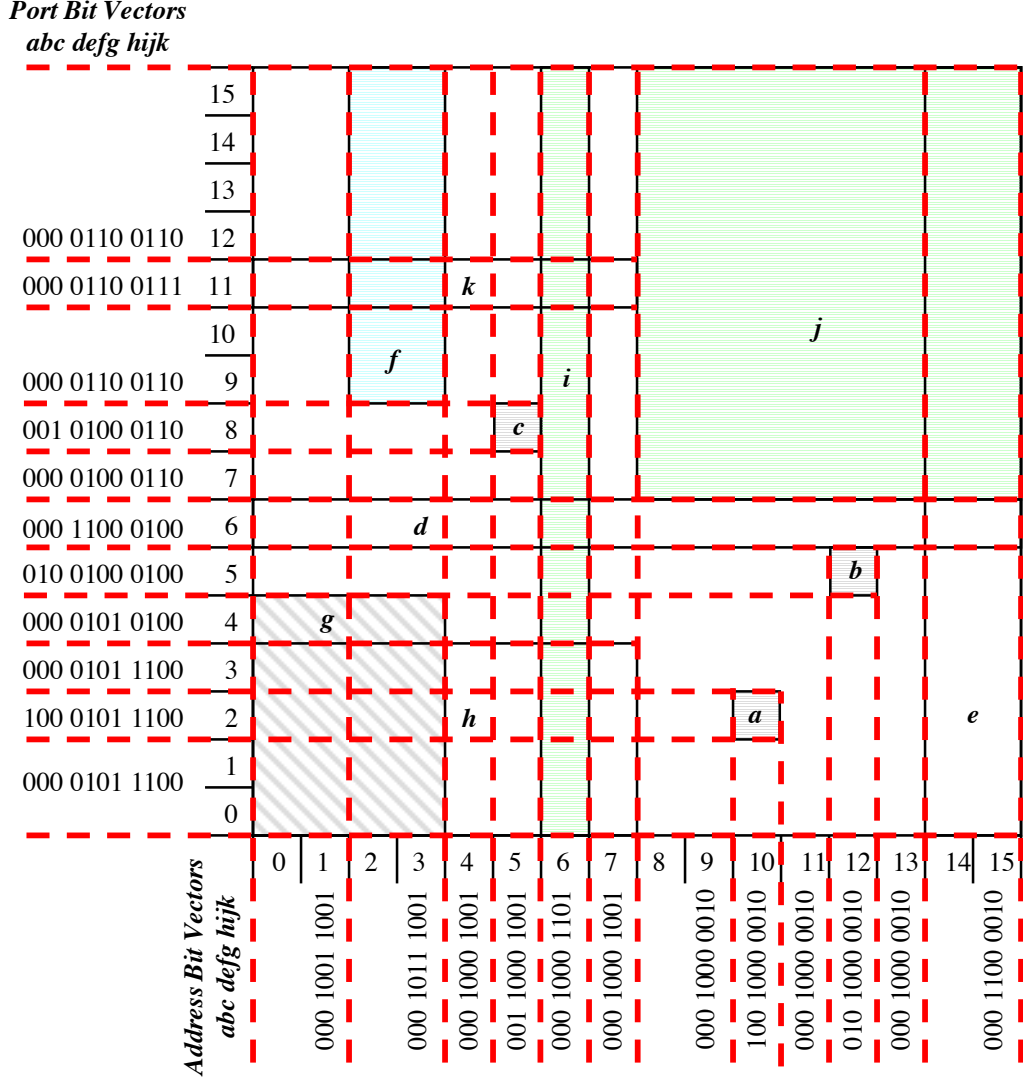 Port Bit Vectors
abc defg hijk
15
14
13
000 0110 0110 12
000 0110 0111 11 k
10 j
f
000 0110 0110 9 i
001 0100 0110 8 c
000 0100 0110 7
000 1100 0100 6 d
010 0100 0100 5 b
000 0101 0100 4 g
000 0101 1100 3
100 0101 1100 2 h a e
000 0101 1100 1
0
0 1 2 3 4 5 6 7 8 9 10 11 12 13 14 15
Address Bit Vectors
abc defg hijk
000 1001 1001
000 1011 1001
000 1000 1001
001 1000 1001
000 1000 1101
000 1000 1001
000 1000 0010
100 1000 0010
000 1000 0010
010 1000 0010
000 1000 0010
000 1100 0010